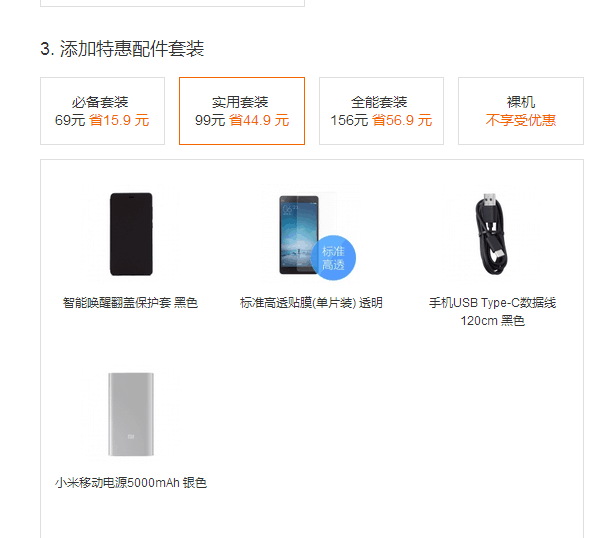 3. 添加特惠配件套装
必备套装
69元 省15.9 元
实用套装
99元 省44.9 元
全能套装
156元 省56.9 元
裸机
不享受优惠
标准
高透
智能唤醒翻盖保护套 黑色
标准高透贴膜(单片装) 透明
手机USB Type-C数据线
120cm 黑色
mi
小米移动电源5000mAh 银色